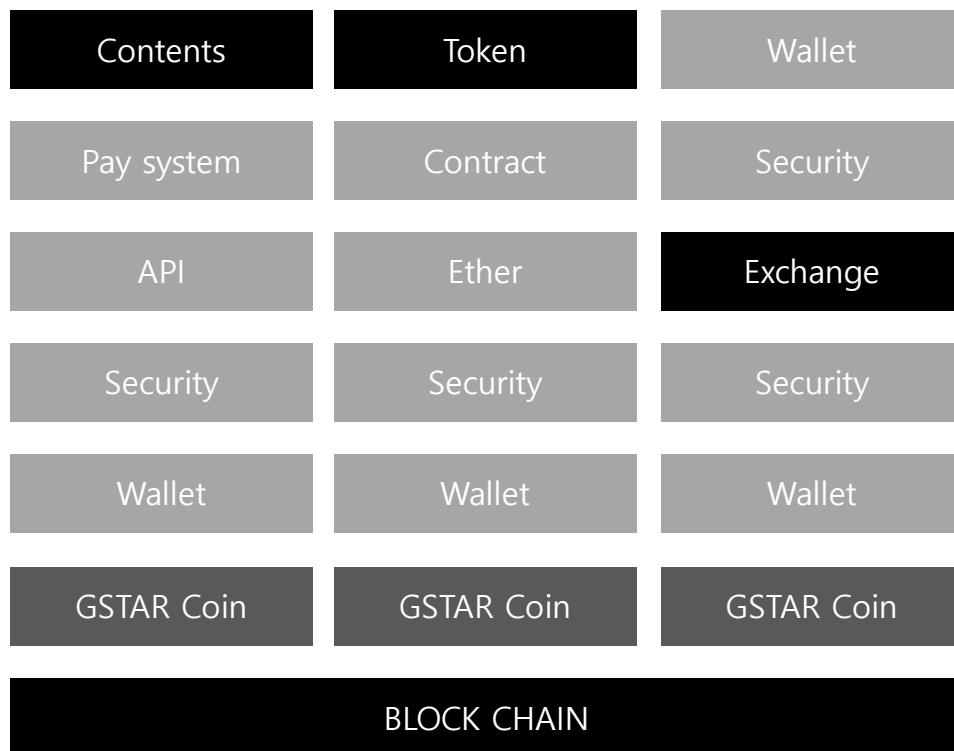 Contents Token Wallet
Pay system Contract Security
API Ether Exchange
Security Security Security
Wallet Wallet Wallet
GSTAR Coin GSTAR Coin GSTAR Coin
BLOCK CHAIN